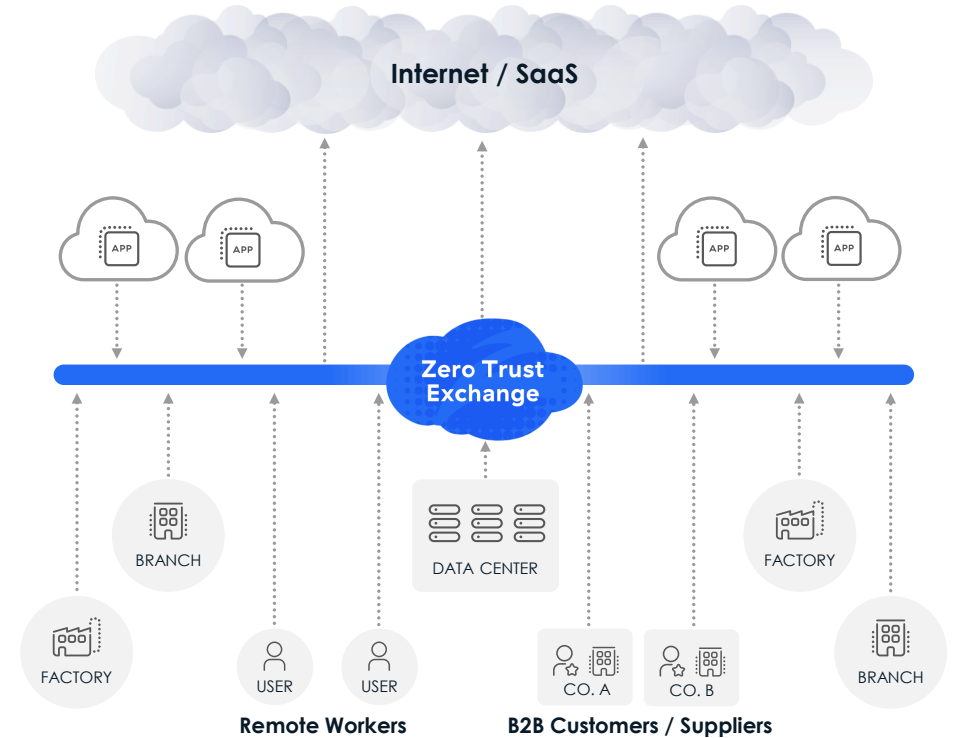 Internet / SaaS
APP
APP
APP
APP
Zero Trust
Exchange
BRANCH
DATA CENTER
FACTORY
FACTORY
USER
USER
CO. A
CO. B
BRANCH
Remote Workers
B2B Customers / Suppliers